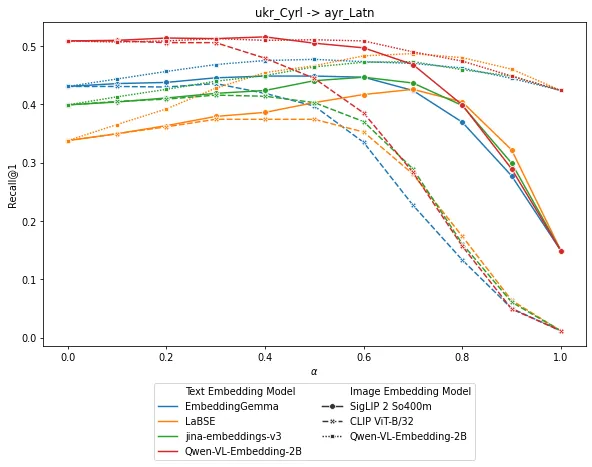 ukr_Cyrl -> ayr_Latn
Recall@1
0.5
0.4
0.3
0.2
0.1
0.0
0.0 0.2 0.4 0.6 0.8 1.0
α
Text Embedding Model Image Embedding Model
EmbeddingGemma SigLIP 2 So400m
LaBSE CLIP ViT-B/32
jina-embeddings-v3 Qwen-VL-Embedding-2B
Qwen-VL-Embedding-2B